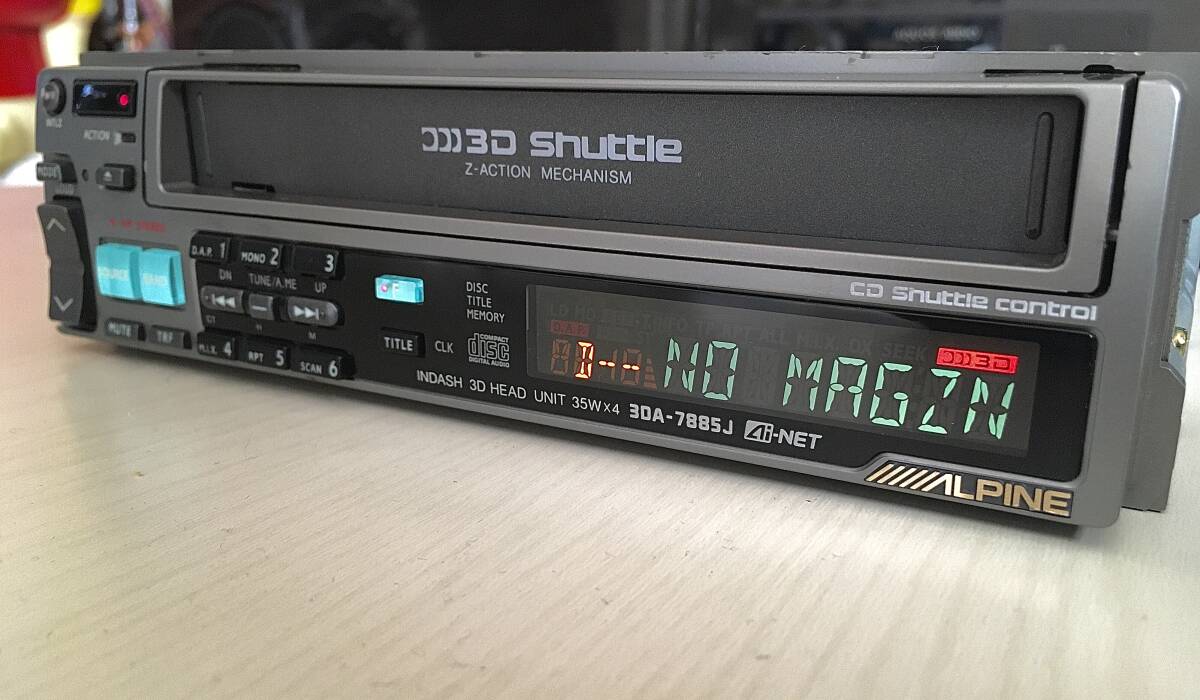 3D Shuttle
Z-ACTION MECHANISM
ACTION
MODE
SOURCE
BAND
D.A.P. 1
MONO 2
3
DN TUNE/A.ME UP
MUTE
TRF
M.I.X. 4
RPT 5
SCAN 6
F
TITLE
CLK
DISC
TITLE
MEMORY
COMPACT
disc
DIGITAL AUDIO
CD Shuttle control
D.A.P.
3D
D-- NO MAGZN
INDASH 3D HEAD UNIT 35W×4 3DA-7885J Ai-NET
ALPINE